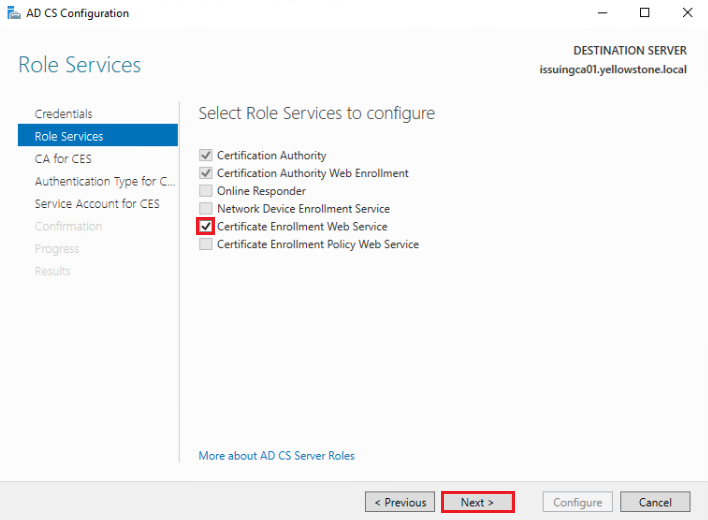 AD CS Configuration
DESTINATION SERVER
issuingca01.yellowstone.local
Role Services
Credentials
Role Services
CA for CES
Authentication Type for C...
Service Account for CES
Confirmation
Progress
Results
Select Role Services to configure
Certification Authority
Certification Authority Web Enrollment
Online Responder
Network Device Enrollment Service
Certificate Enrollment Web Service
Certificate Enrollment Policy Web Service
More about AD CS Server Roles
< Previous
Next >
Configure
Cancel